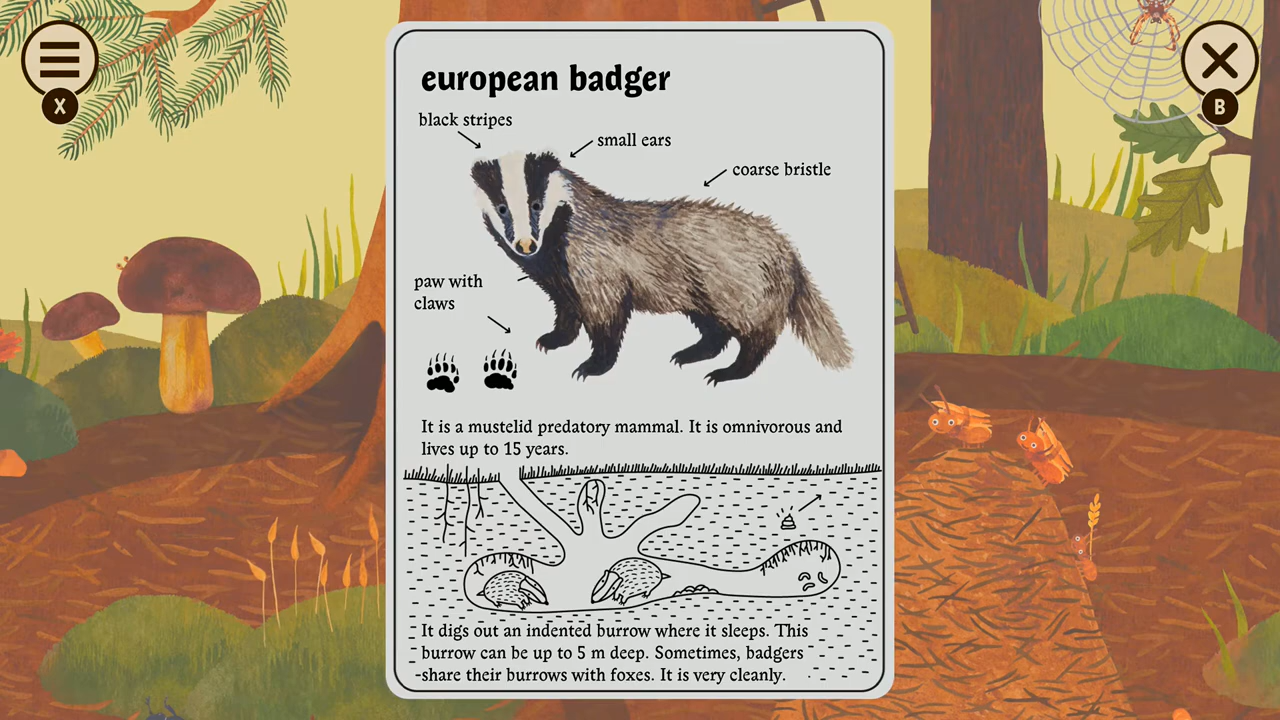 european badger
black stripes
small ears
coarse bristle
paw with
claws
It is a mustelid predatory mammal. It is omnivorous and
lives up to 15 years.
It digs out an indented burrow where it sleeps. This
burrow can be up to 5 m deep. Sometimes, badgers
share their burrows with foxes. It is very cleanly.
X
B